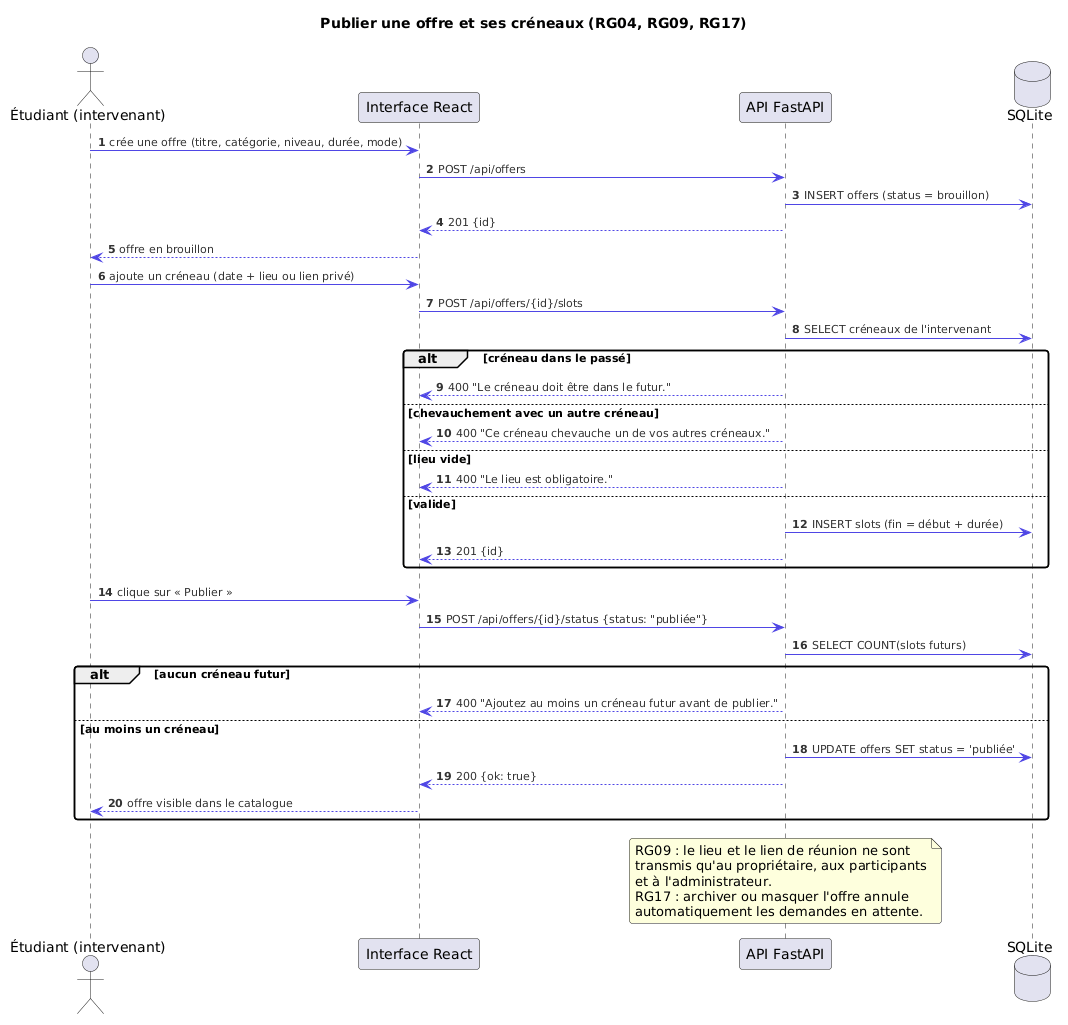 Publier une offre et ses créneaux (RG04, RG09, RG17)
Étudiant (intervenant)
Interface React
API FastAPI
SQLite
1 crée une offre (titre, catégorie, niveau, durée, mode)
2 POST /api/offers
3 INSERT offers (status = brouillon)
4 201 {id}
5 offre en brouillon
6 ajoute un créneau (date + lieu ou lien privé)
7 POST /api/offers/{id}/slots
8 SELECT créneaux de l'intervenant
alt [créneau dans le passé]
9 400 "Le créneau doit être dans le futur."
[chevauchement avec un autre créneau]
10 400 "Ce créneau chevauche un de vos autres créneaux."
[lieu vide]
11 400 "Le lieu est obligatoire."
[valide]
12 INSERT slots (fin = début + durée)
13 201 {id}
14 clique sur « Publier »
15 POST /api/offers/{id}/status {status: "publiée"}
16 SELECT COUNT(slots futurs)
alt [aucun créneau futur]
17 400 "Ajoutez au moins un créneau futur avant de publier."
[au moins un créneau]
18 UPDATE offers SET status = 'publiée'
19 200 {ok: true}
20 offre visible dans le catalogue
RG09 : le lieu et le lien de réunion ne sont
transmis qu'au propriétaire, aux participants
et à l'administrateur.
RG17 : archiver ou masquer l'offre annule
automatiquement les demandes en attente.
Étudiant (intervenant)
Interface React
API FastAPI
SQLite